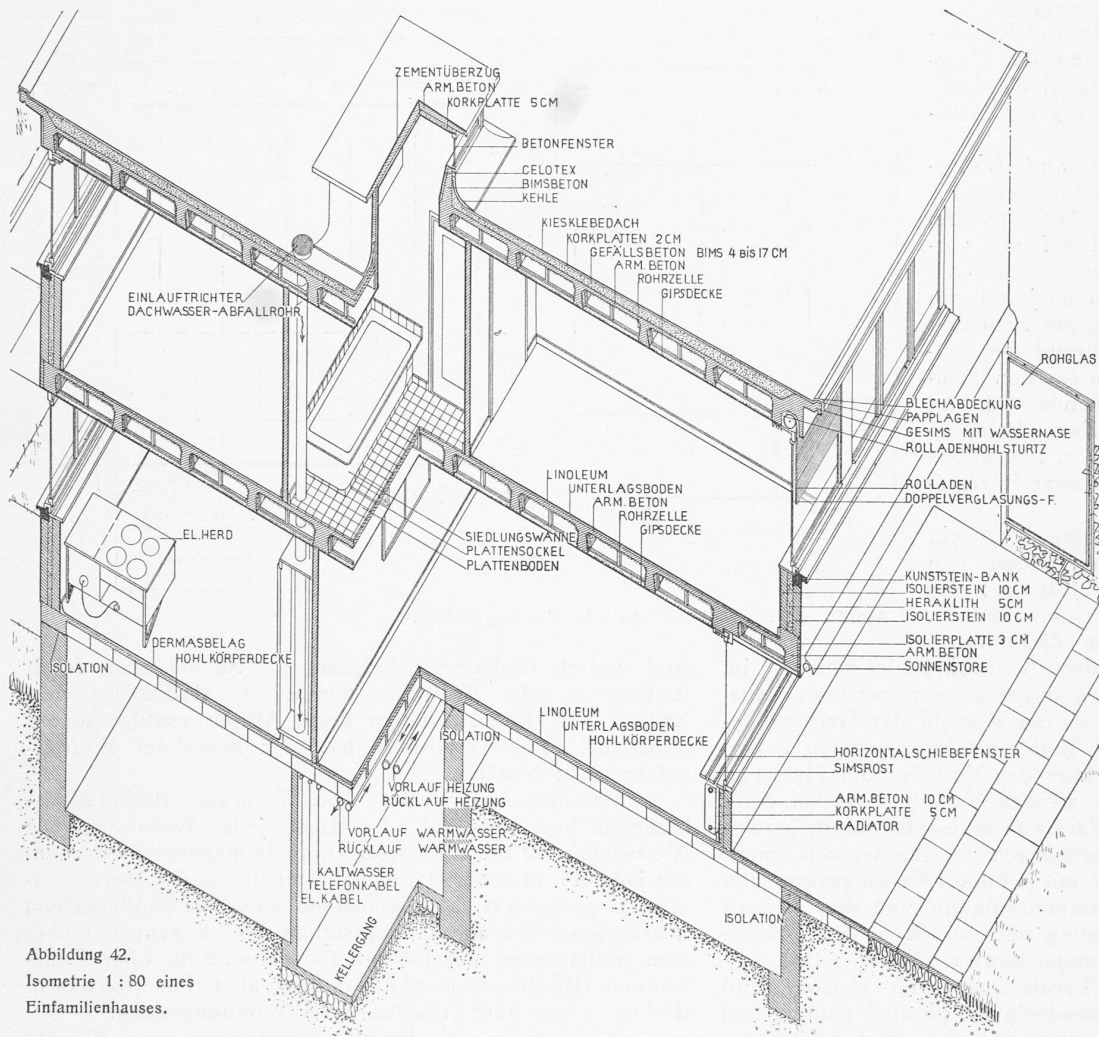 ZEMENTÜBERZUG
ARM. BETON
KORKPLATTE 5 CM
BETONFENSTER
CELOTEX
BIMSBETON
KEHLE
KIESKLEBEDACH
KORKPLATTEN 2 CM
GEFÄLLSBETON BIMS 4 BIS 17 CM
ARM. BETON
ROHRZELLE
GIPSDECKE
EINLAUFTRICHTER
DACHWASSER-ABFALLROHR
ROHGLAS
BLECHABDECKUNG
PAPPLAGEN
GESIMS MIT WASSERNASE
ROLLADENHOHLSTURTZ
ROLLADEN
DOPPELVERGLASUNGS-F.
LINOLEUM
UNTERLAGSBODEN
ARM. BETON
ROHRZELLE
GIPSDECKE
EL. HERD
SIEDLUNGSWANNE
PLATTENSOCKEL
PLATTENBODEN
KUNSTSTEIN-BANK
ISOLIERSTEIN 10 CM
HERAKLITH 5 CM
ISOLIERSTEIN 10 CM
ISOLIERPLATTE 3 CM
ARM. BETON
SONNENSTORE
DERMASBELAG
HOHLKÖRPERDECKE
ISOLATION
ISOLATION
LINOLEUM
UNTERLAGSBODEN
HOHLKÖRPERDECKE
HORIZONTALSCHIEBEFENSTER
SIMSROST
ARM. BETON 10 CM
KORKPLATTE 5 CM
RADIATOR
VORLAUF HEIZUNG
RÜCKLAUF HEIZUNG
VORLAUF WARMWASSER
RÜCKLAUF WARMWASSER
KALTWASSER
TELEFONKABEL
EL. KABEL
ISOLATION
KELLERGANG
Abbildung 42.
Isometrie 1 : 80 eines
Einfamilienhauses.